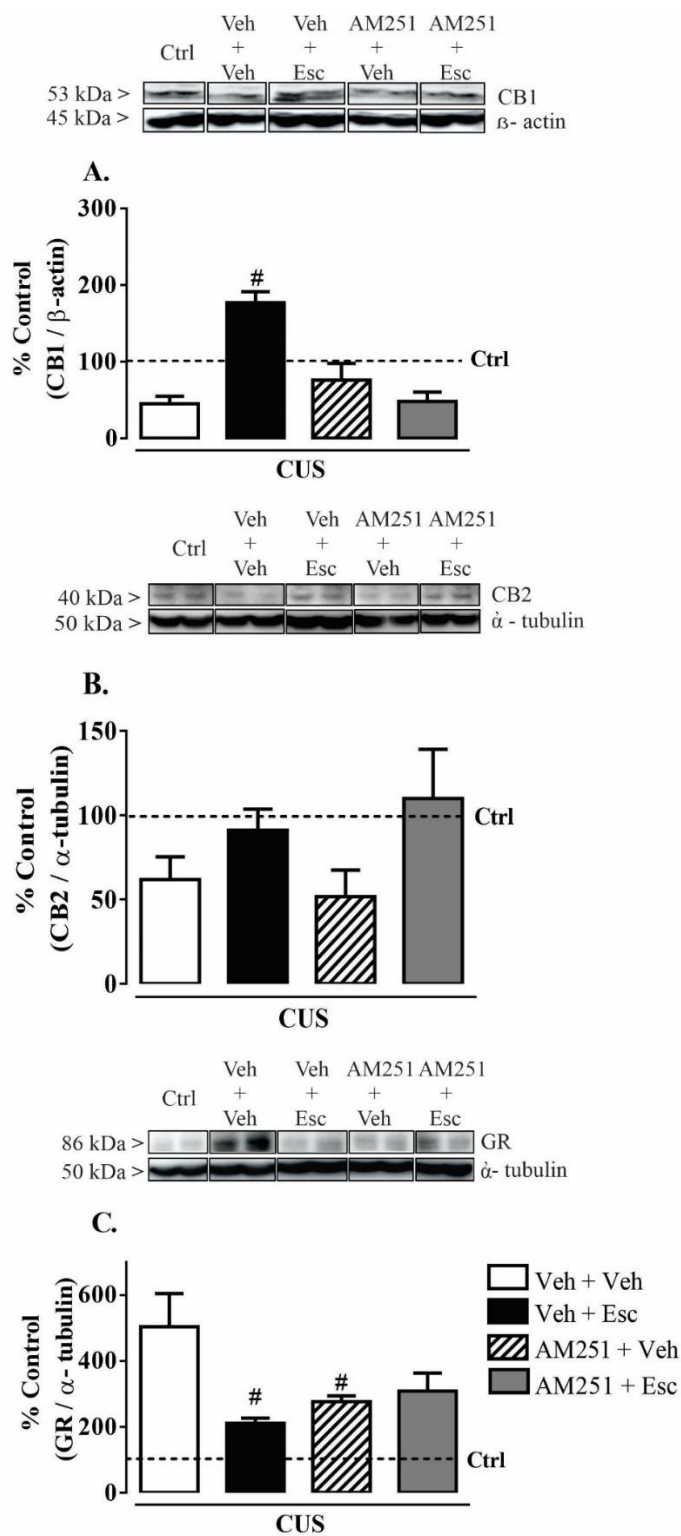 Veh Veh AM251 AM251
Ctrl + + + +
Veh Esc Veh Esc
53 kDa > CB1
45 kDa > ß- actin
A.
300
200
100
0
% Control
(CB1 / β-actin)
#
Ctrl
CUS
Veh Veh AM251 AM251
Ctrl + + + +
Veh Esc Veh Esc
40 kDa > CB2
50 kDa > ἀ - tubulin
B.
150
100
50
0
% Control
(CB2 / α-tubulin)
Ctrl
CUS
Veh Veh AM251 AM251
Ctrl + + + +
Veh Esc Veh Esc
86 kDa > GR
50 kDa > ἀ- tubulin
C.
600
400
200
0
% Control
(GR / α- tubulin)
# #
Ctrl
CUS
Veh + Veh
Veh + Esc
AM251 + Veh
AM251 + Esc